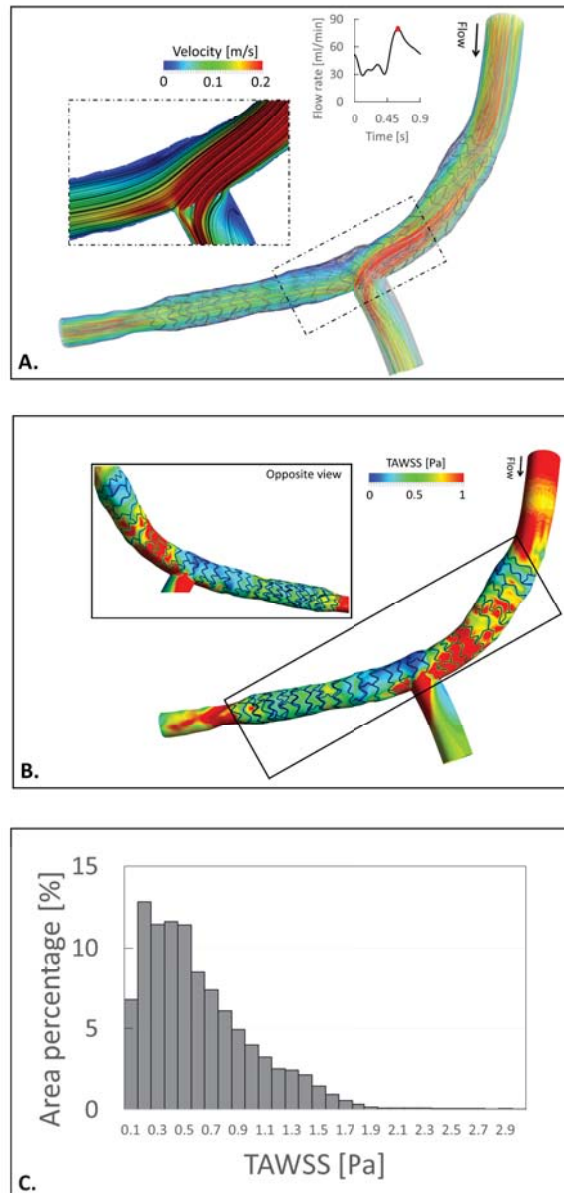 Velocity [m/s]
0 0.1 0.2
Flow rate [ml/min]
90
60
30
0
0 0.45 0.9
Time [s]
Flow
A.
Opposite view
TAWSS [Pa]
0 0.5 1
Flow
B.
Area percentage [%]
15
10
5
0
0.1 0.3 0.5 0.7 0.9 1.1 1.3 1.5 1.7 1.9 2.1 2.3 2.5 2.7 2.9
TAWSS [Pa]
C.